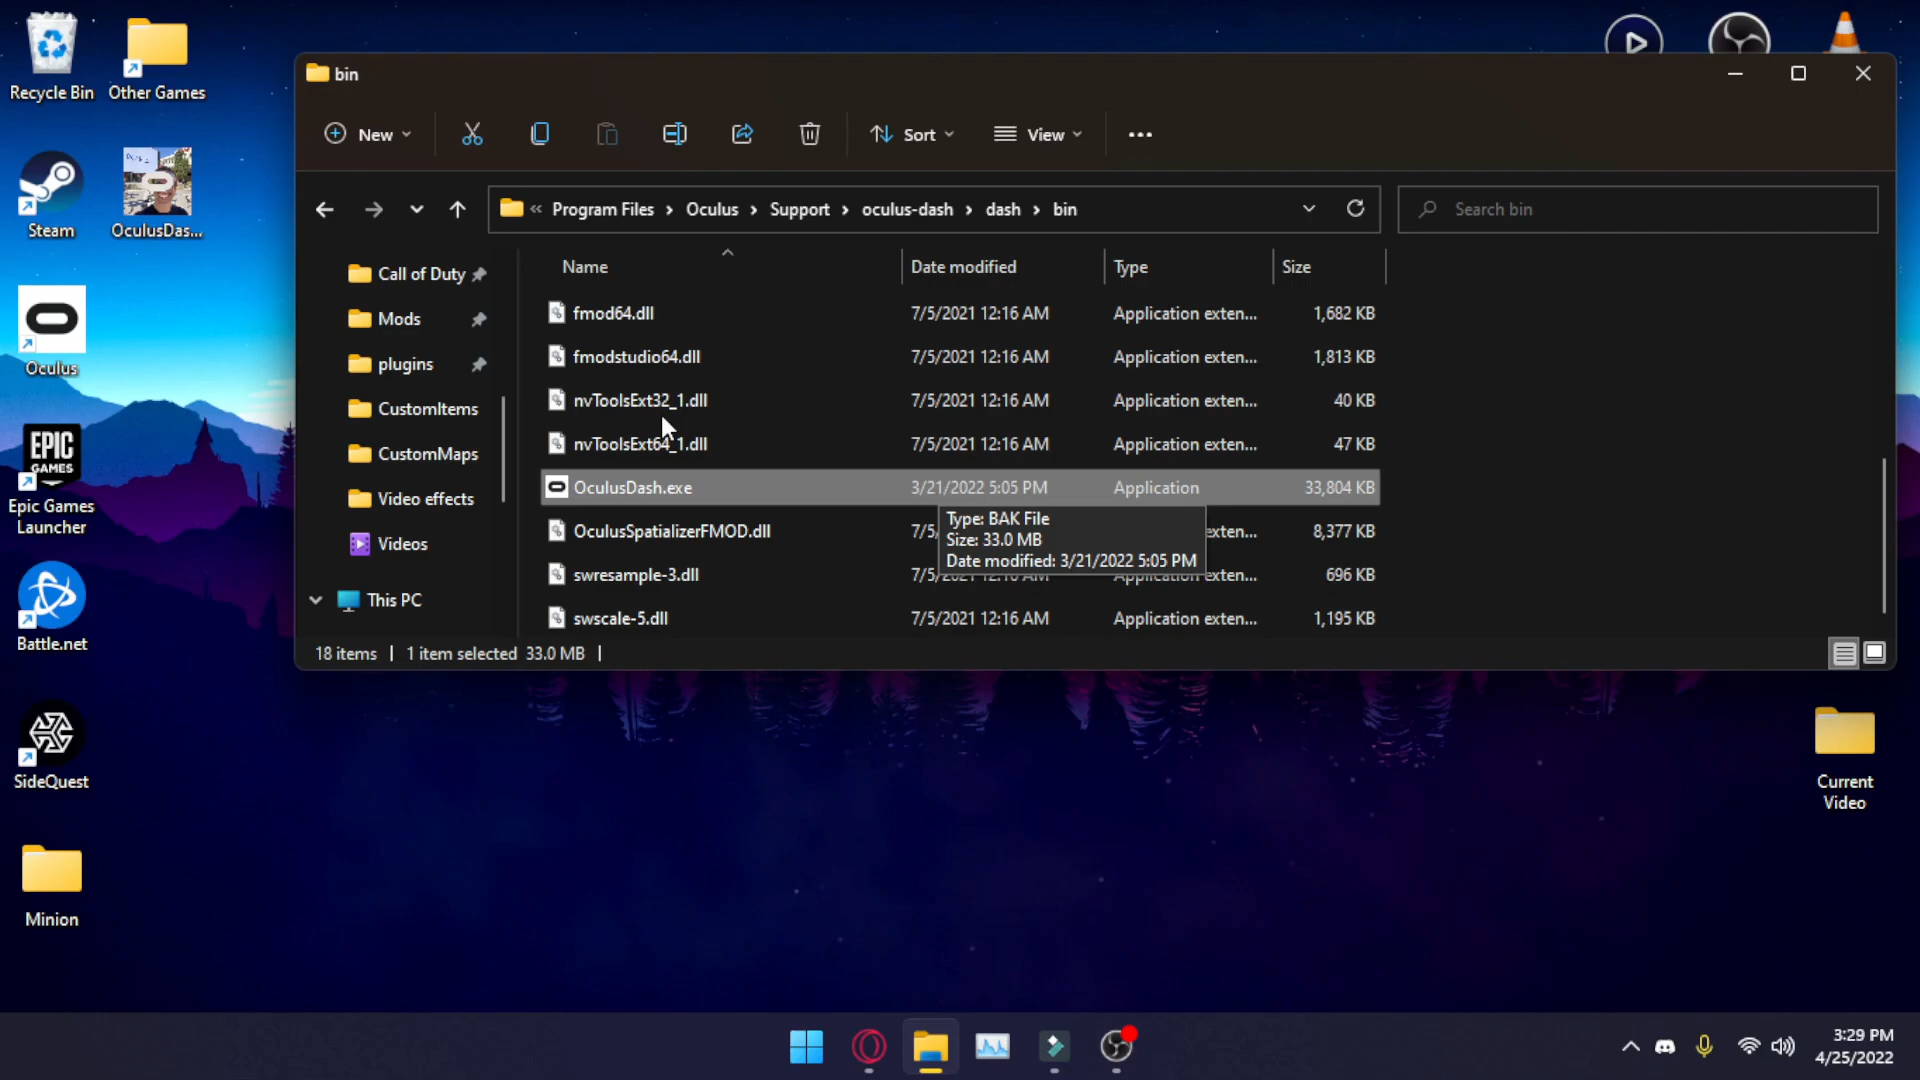 Recycle Bin
Other Games
Steam
OculusDas...
Oculus
EPIC
GAMES
Epic Games
Launcher
Battle.net
SideQuest
Minion
bin
New
Sort
View
«
Program Files
Oculus
Support
oculus-dash
dash
bin
Search bin
Call of Duty
Mods
plugins
CustomItems
CustomMaps
Video effects
Videos
This PC
Name Date modified Type Size
fmod64.dll 7/5/2021 12:16 AM Application exten... 1,682 KB
fmodstudio64.dll 7/5/2021 12:16 AM Application exten... 1,813 KB
nvToolsExt32_1.dll 7/5/2021 12:16 AM Application exten... 40 KB
nvToolsExt64_1.dll 7/5/2021 12:16 AM Application exten... 47 KB
OculusDash.exe 3/21/2022 5:05 PM Application 33,804 KB
Type: BAK File
Size: 33.0 MB
Date modified: 3/21/2022 5:05 PM
OculusSpatializerFMOD.dll 7/5/ exten... 8,377 KB
swresample-3.dll 7/5/2021 12:16 AM Application exten... 696 KB
swscale-5.dll 7/5/2021 12:16 AM Application exten... 1,195 KB
18 items
1 item selected 33.0 MB
Current
Video
3:29 PM
4/25/2022